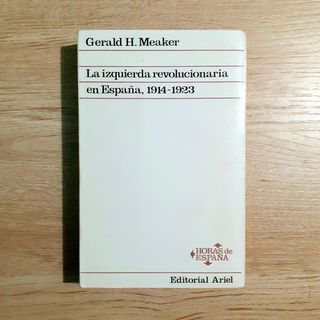 Gerald H. Meaker
La izquierda revolucionaria
en España, 1914-1923
HORAS de
ESPAÑA
Editorial Ariel